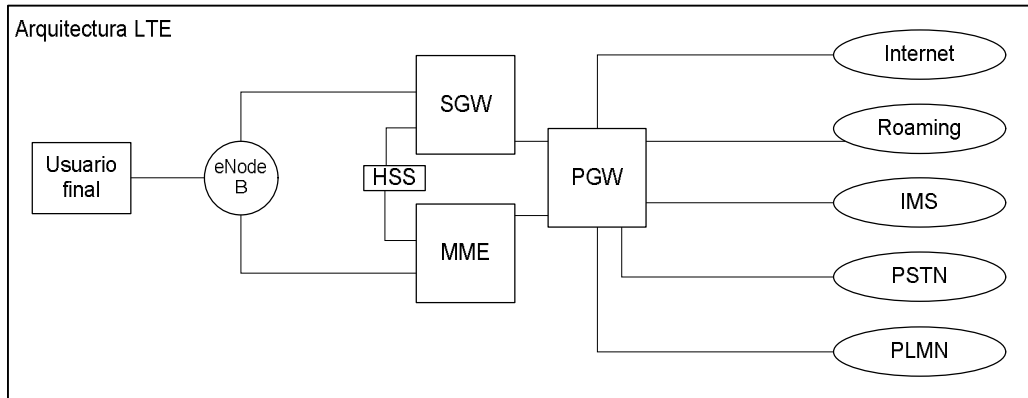 Arquitectura LTE
Usuario
final
eNode
B
SGW
HSS
MME
PGW
Internet
Roaming
IMS
PSTN
PLMN